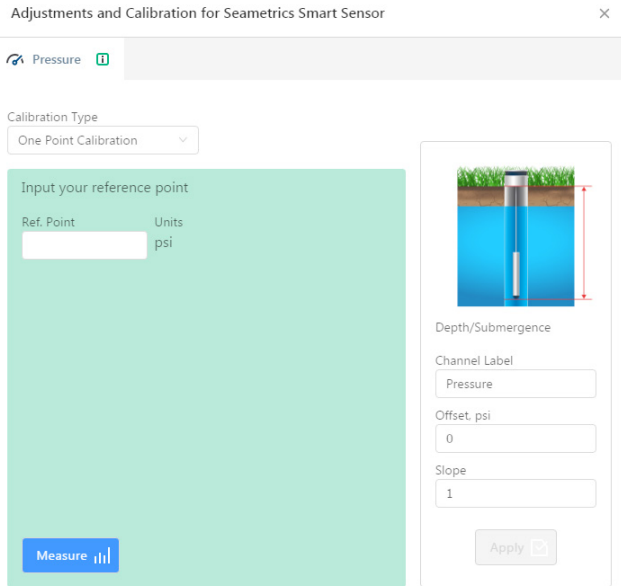 Adjustments and Calibration for Seametrics Smart Sensor
Pressure
Calibration Type
One Point Calibration
Input your reference point
Ref. Point Units
psi
Measure
Depth/Submergence
Channel Label
Pressure
Offset, psi
0
Slope
1
Apply